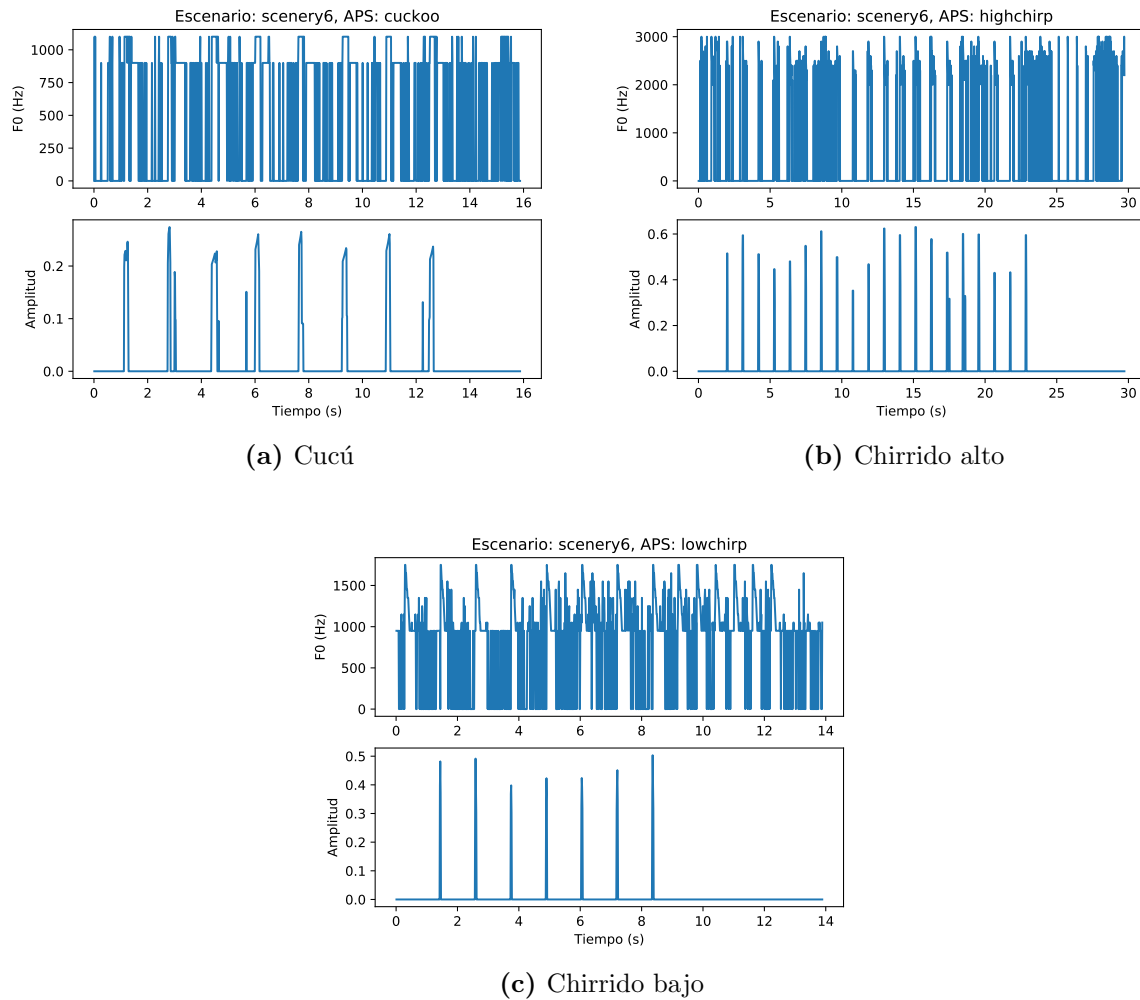 Escenario: scenery6, APS: cuckoo
F0 (Hz)
1000
750
500
250
0
0 2 4 6 8 10 12 14 16
Amplitud
0.2
0.1
0.0
0 2 4 6 8 10 12 14 16
Tiempo (s)
(a) Cucú
Escenario: scenery6, APS: highchirp
F0 (Hz)
3000
2000
1000
0
0 5 10 15 20 25 30
Amplitud
0.6
0.4
0.2
0.0
0 5 10 15 20 25 30
Tiempo (s)
(b) Chirrido alto
Escenario: scenery6, APS: lowchirp
F0 (Hz)
1500
1000
500
0
0 2 4 6 8 10 12 14
Amplitud
0.5
0.4
0.3
0.2
0.1
0.0
0 2 4 6 8 10 12 14
Tiempo (s)
(c) Chirrido bajo